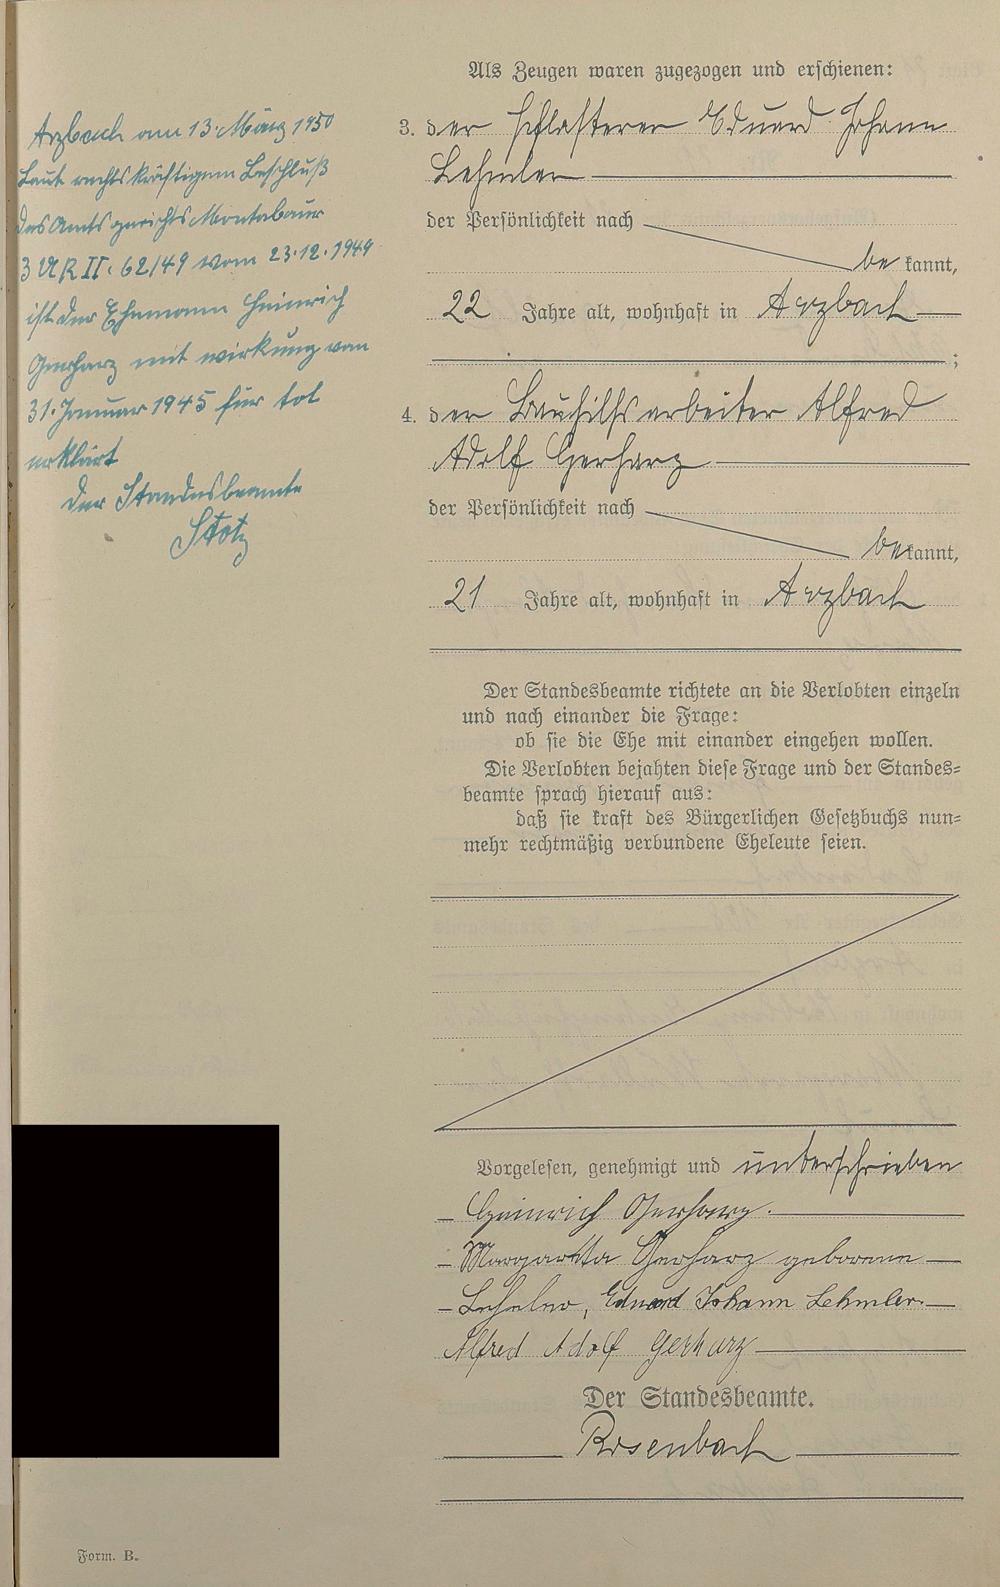 Arzbach am 13. März 1950
Laut rechtskräftigem Beschluß
des Amtsgerichts Montabaur
3 UR II. 62/49 vom 23.12.1949
ist der Ehemann Heinrich
Gerharz mit wirkung vom
31. Januar 1945 für tot
erklärt
Der Standesbeamte
Stotz
Als Zeugen waren zugezogen und erschienen:
3. der Pflasterer Eduard Johann
Lehmler
der Persönlichkeit nach
be kannt,
22 Jahre alt, wohnhaft in Arzbach
;
4. der Bauhilfsarbeiter Alfred
Adolf Gerharz
der Persönlichkeit nach
bekannt,
21 Jahre alt, wohnhaft in Arzbach
Der Standesbeamte richtete an die Verlobten einzeln
und nach einander die Frage:
ob sie die Ehe mit einander eingehen wollen.
Die Verlobten bejahten diese Frage und der Standes=
beamte sprach hierauf aus:
daß sie kraft des Bürgerlichen Gesetzbuchs nun=
mehr rechtmäßig verbundene Eheleute seien.
Vorgelesen, genehmigt und unterschrieben
Heinrich Gerharz.
Margaretta Gerharz geborene
Lehmler, Eduard Johann Lehmler.
Alfred Adolf Gerharz
Der Standesbeamte.
Rosenbach
Form. B.